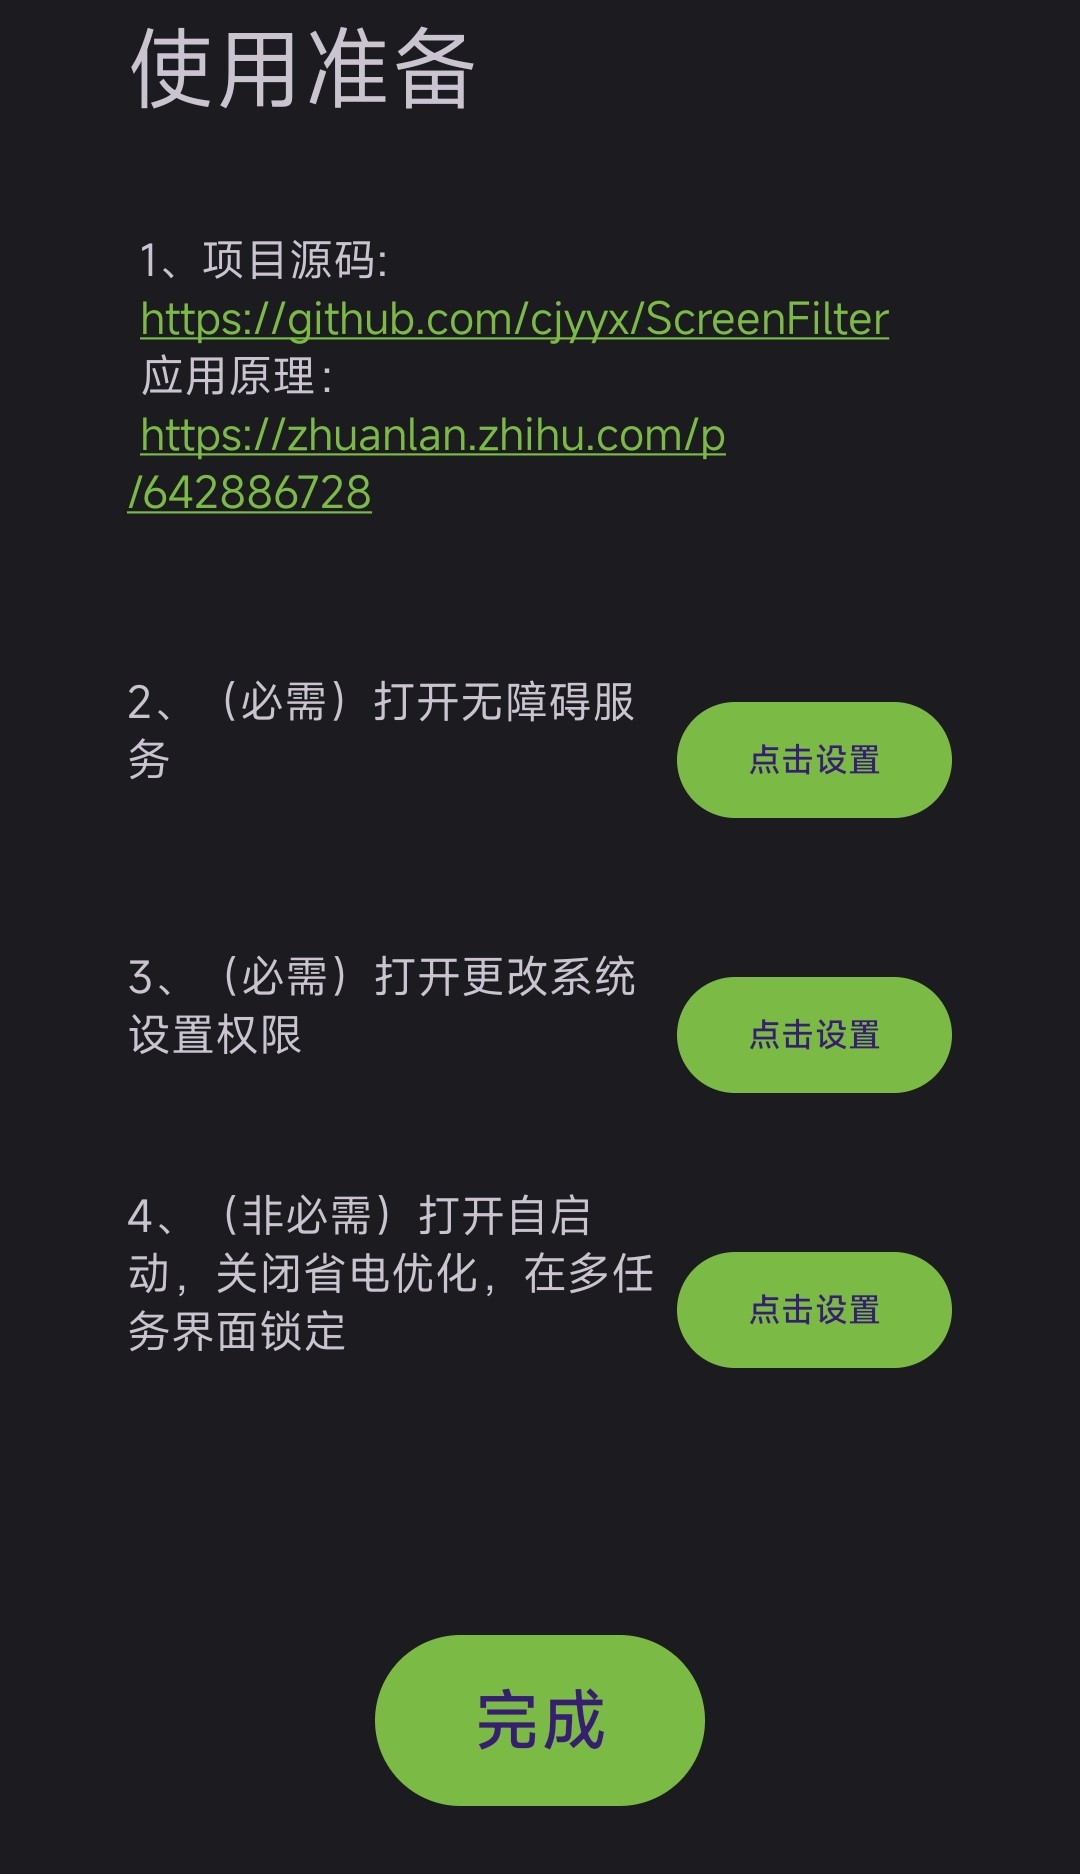 使用准备
1、项目源码:
https://github.com/cjyyx/ScreenFilter
应用原理:
https://zhuanlan.zhihu.com/p
/642886728
2、（必需）打开无障碍服
务
点击设置
3、（必需）打开更改系统
设置权限
点击设置
4、（非必需）打开自启
动，关闭省电优化，在多任
务界面锁定
点击设置
完成